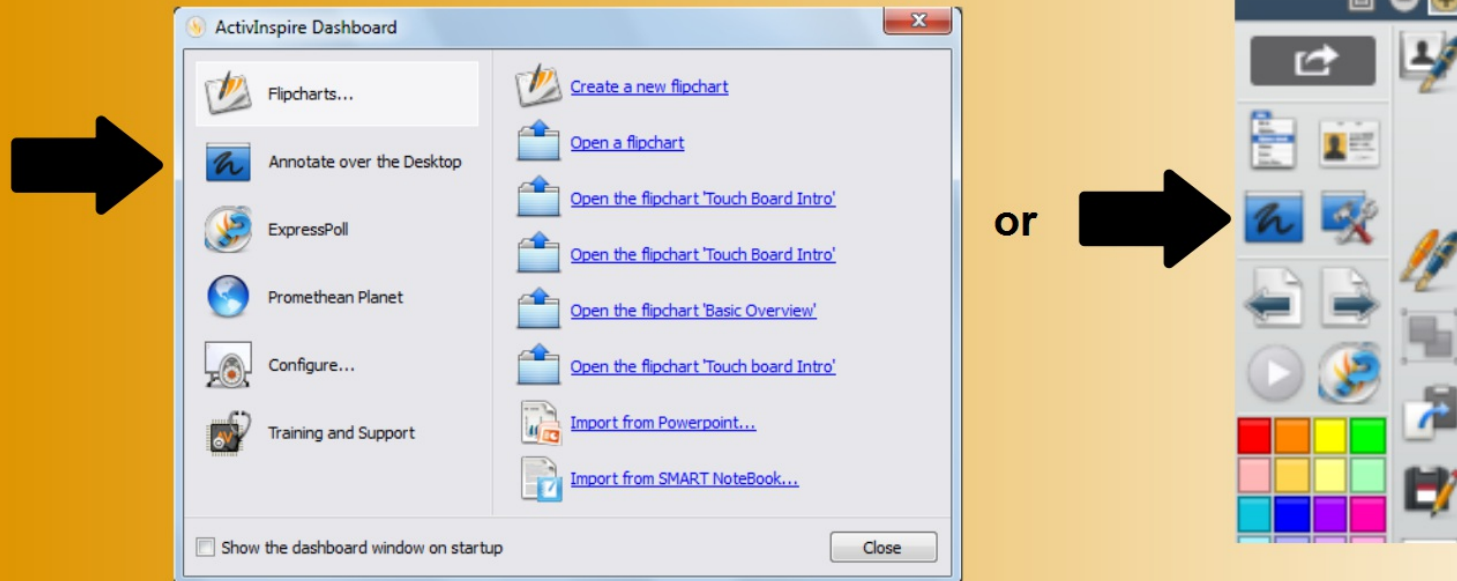 ActivInspire Dashboard
Flipcharts...
Annotate over the Desktop
ExpressPoll
Promethean Planet
Configure...
Training and Support
Create a new flipchart
Open a flipchart
Open the flipchart 'Touch Board Intro'
Open the flipchart 'Touch Board Intro'
Open the flipchart 'Basic Overview'
Open the flipchart 'Touch board Intro'
Import from Powerpoint...
Import from SMART NoteBook...
Show the dashboard window on startup
Close
or